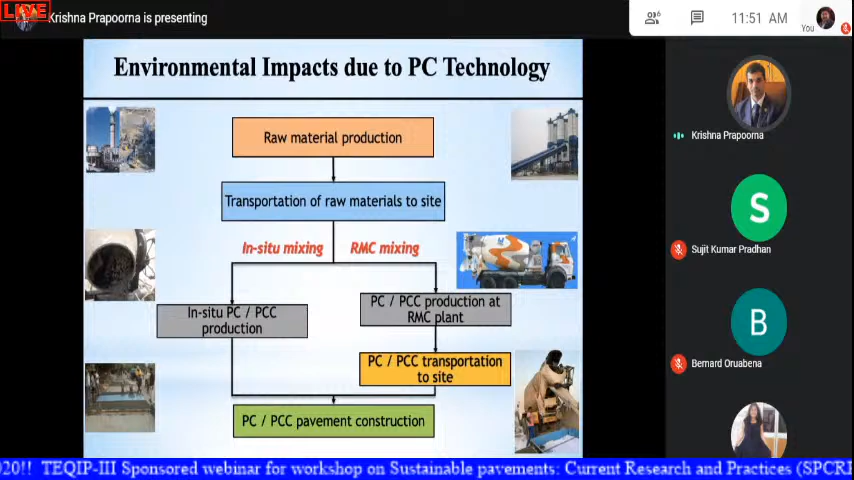 LIVE
Krishna Prapoorna is presenting
6
11:51 AM
You
Environmental Impacts due to PC Technology
Raw material production
Transportation of raw materials to site
In-situ mixing
RMC mixing
In-situ PC / PCC
production
PC / PCC production at
RMC plant
PC / PCC transportation
to site
PC / PCC pavement construction
Krishna Prapoorna
S
Sujit Kumar Pradhan
B
Bernard Oruabena
020!! TEQIP-III Sponsored webinar for workshop on Sustainable pavements: Current Research and Practices (SPCR